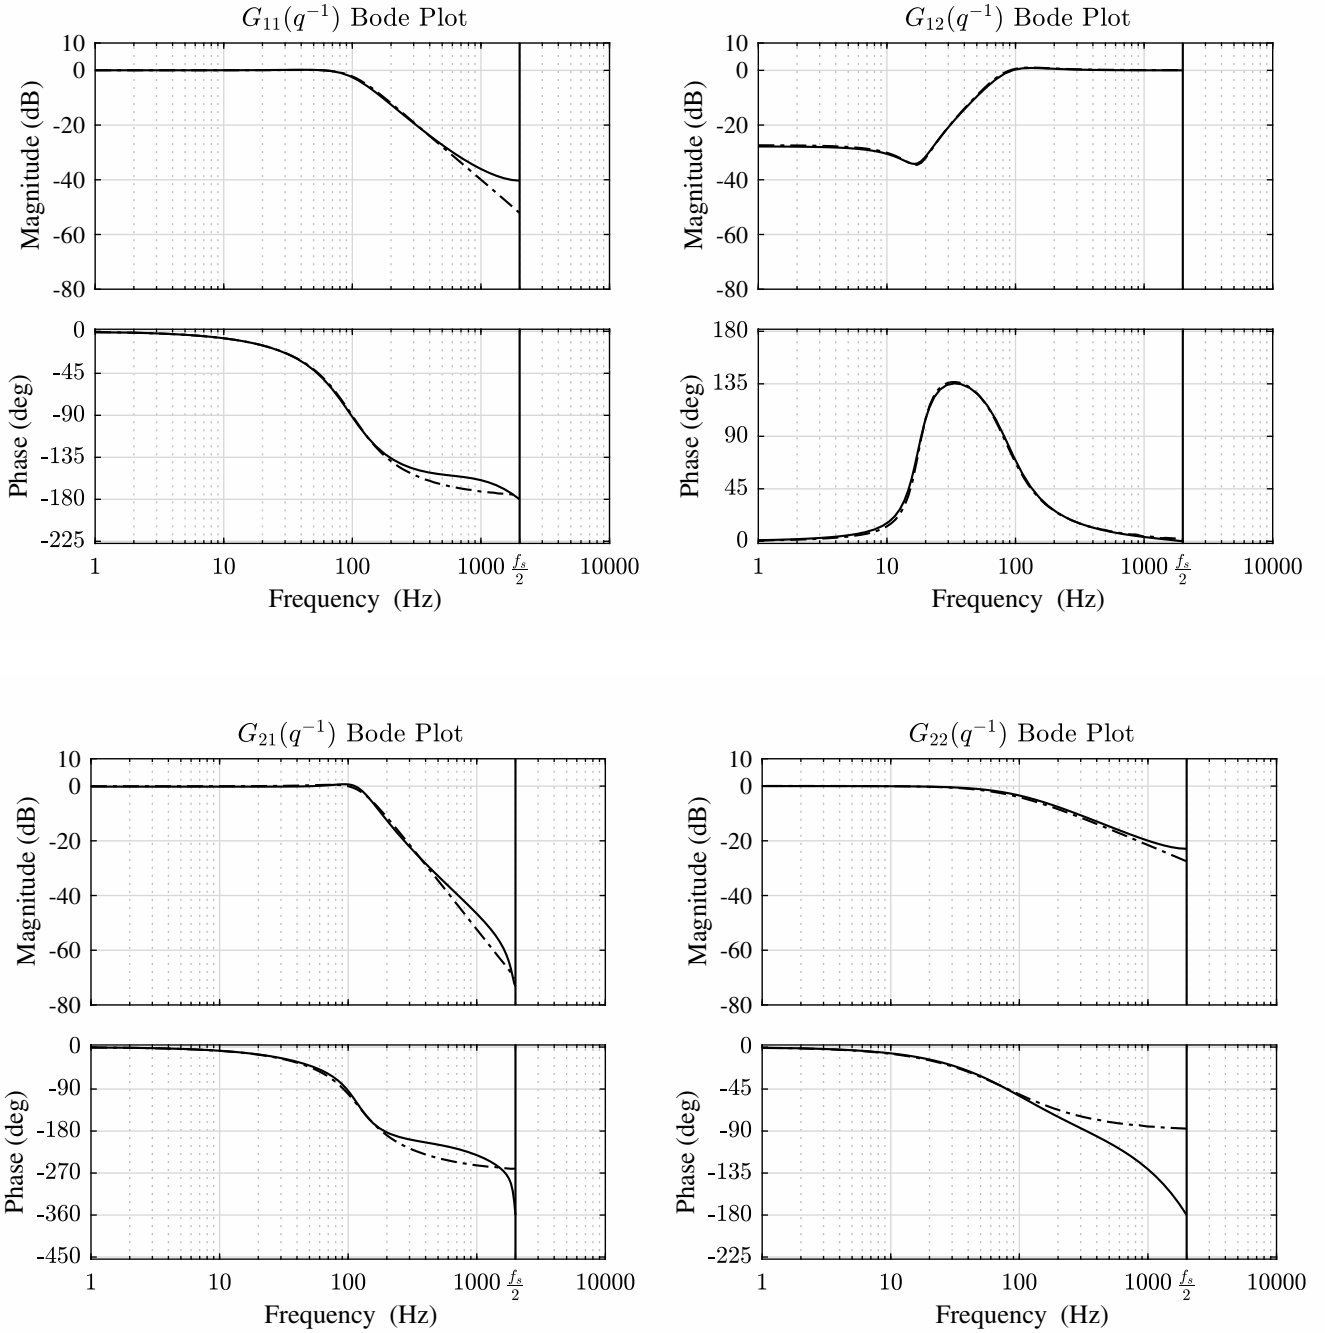 G₁₁(q⁻¹) Bode Plot
10
0
-20
-40
-60
-80
Magnitude (dB)
0
-45
-90
-135
-180
-225
Phase (deg)
1 10 100 1000 fₛ/2 10000
Frequency (Hz)
G₁₂(q⁻¹) Bode Plot
10
0
-20
-40
-60
-80
Magnitude (dB)
180
135
90
45
0
Phase (deg)
1 10 100 1000 fₛ/2 10000
Frequency (Hz)
G₂₁(q⁻¹) Bode Plot
10
0
-20
-40
-60
-80
Magnitude (dB)
0
-90
-180
-270
-360
-450
Phase (deg)
1 10 100 1000 fₛ/2 10000
Frequency (Hz)
G₂₂(q⁻¹) Bode Plot
10
0
-20
-40
-60
-80
Magnitude (dB)
0
-45
-90
-135
-180
-225
Phase (deg)
1 10 100 1000 fₛ/2 10000
Frequency (Hz)